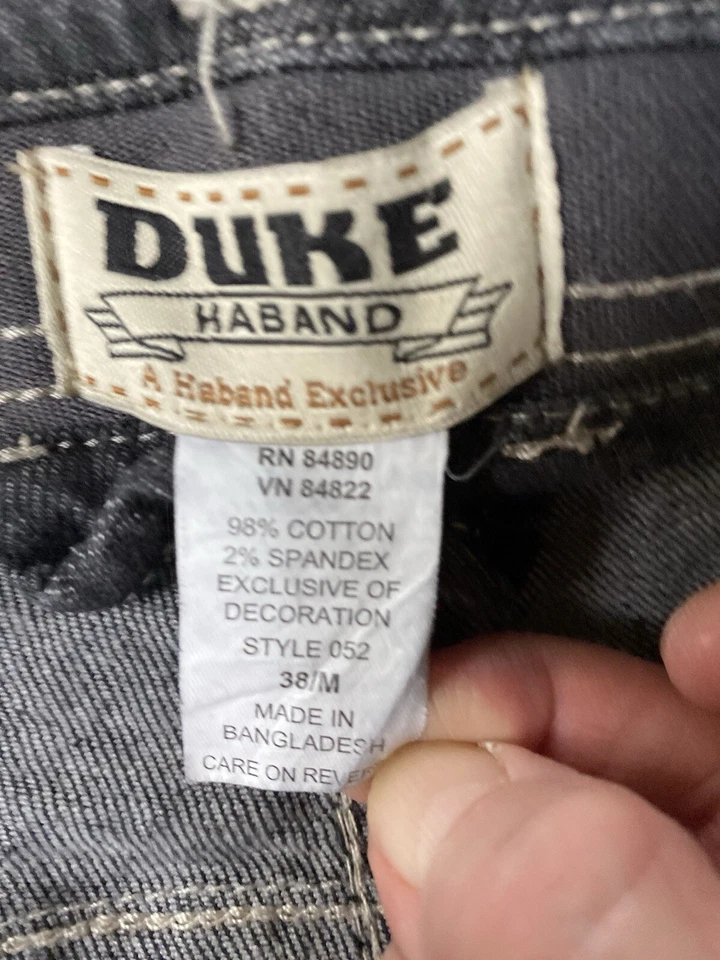 DUKE
HABAND
A Haband Exclusive
RN 84890
VN 84822
98% COTTON
2% SPANDEX
EXCLUSIVE OF
DECORATION
STYLE 052
38/M
MADE IN
BANGLADESH
CARE ON